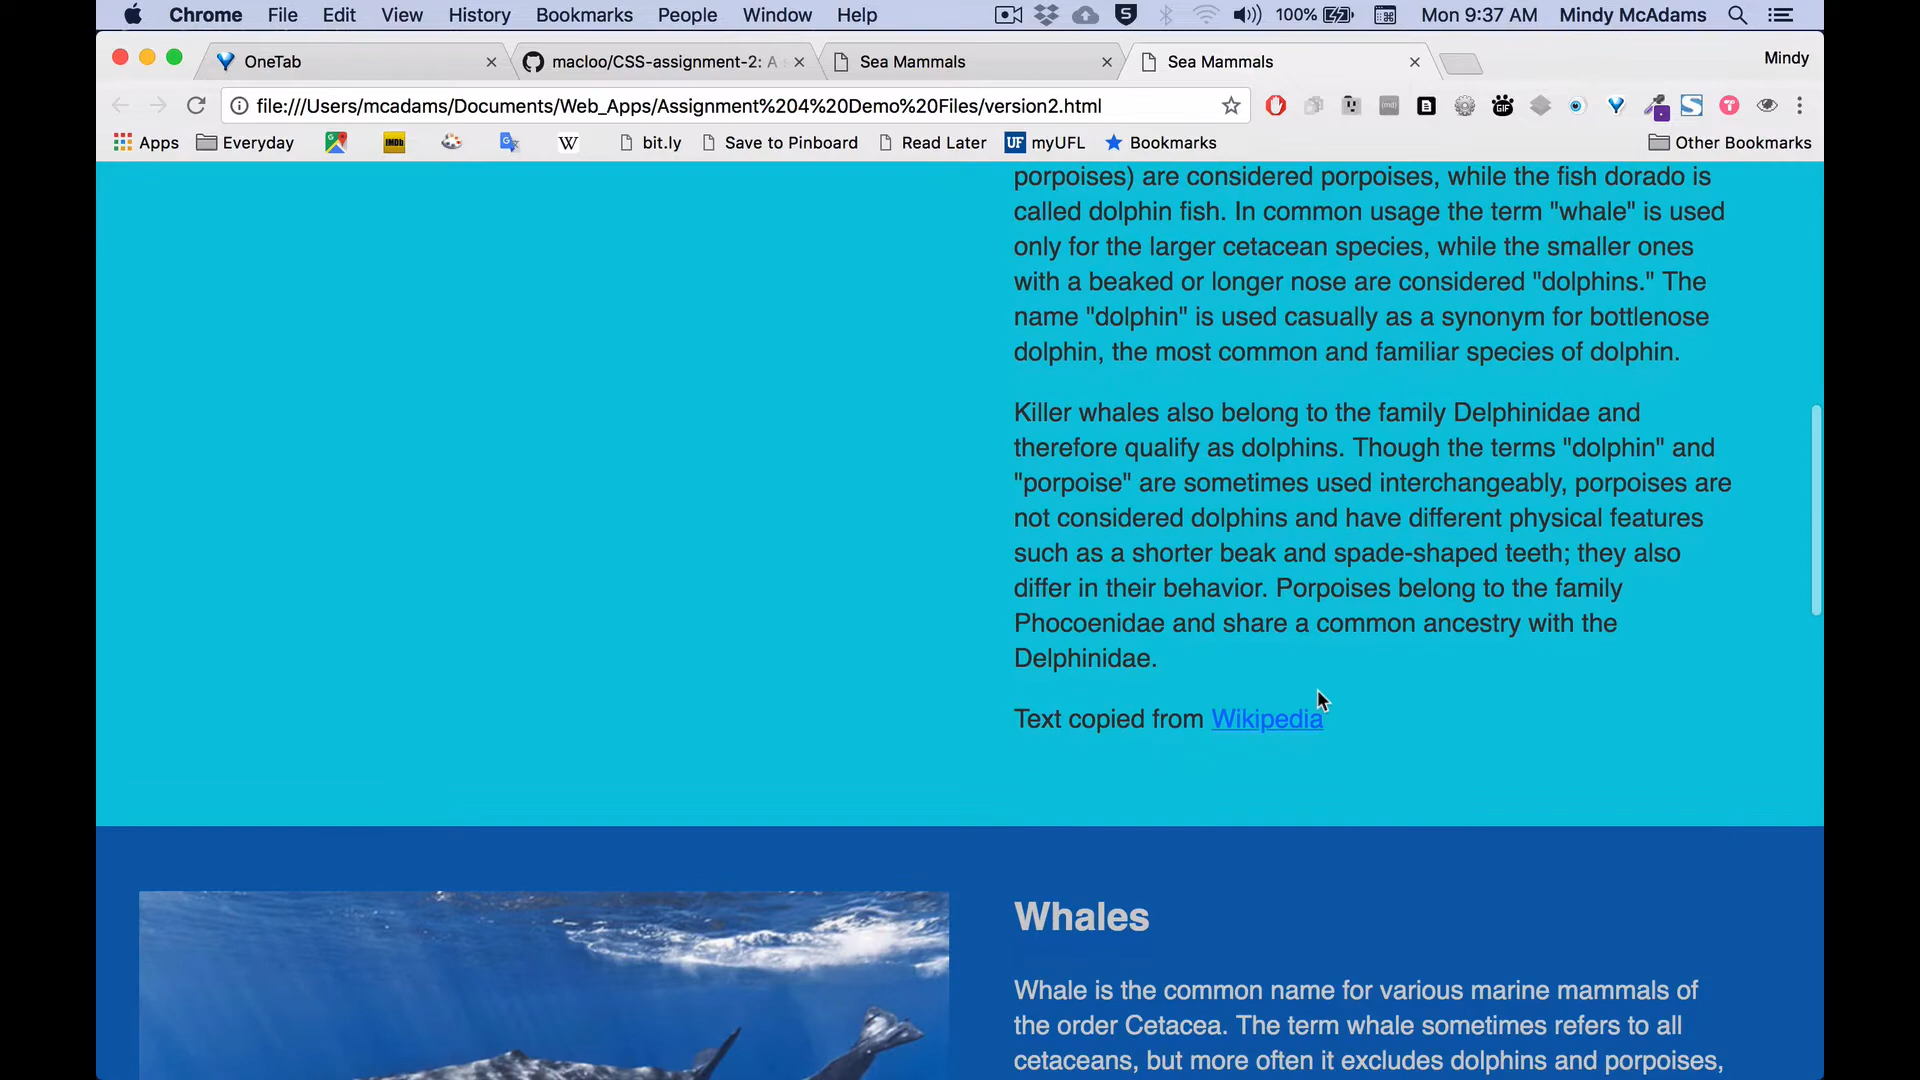 Chrome File Edit View History Bookmarks People Window Help 100% Mon 9:37 AM Mindy McAdams
OneTab macloo/CSS-assignment-2: A s Sea Mammals Sea Mammals Mindy
file:///Users/mcadams/Documents/Web_Apps/Assignment%204%20Demo%20Files/version2.html
Apps Everyday IMDb W bit.ly Save to Pinboard Read Later UF myUFL Bookmarks Other Bookmarks
porpoises) are considered porpoises, while the fish dorado is
called dolphin fish. In common usage the term "whale" is used
only for the larger cetacean species, while the smaller ones
with a beaked or longer nose are considered "dolphins." The
name "dolphin" is used casually as a synonym for bottlenose
dolphin, the most common and familiar species of dolphin.
Killer whales also belong to the family Delphinidae and
therefore qualify as dolphins. Though the terms "dolphin" and
"porpoise" are sometimes used interchangeably, porpoises are
not considered dolphins and have different physical features
such as a shorter beak and spade-shaped teeth; they also
differ in their behavior. Porpoises belong to the family
Phocoenidae and share a common ancestry with the
Delphinidae.
Text copied from Wikipedia
Whales
Whale is the common name for various marine mammals of
the order Cetacea. The term whale sometimes refers to all
cetaceans, but more often it excludes dolphins and porpoises,